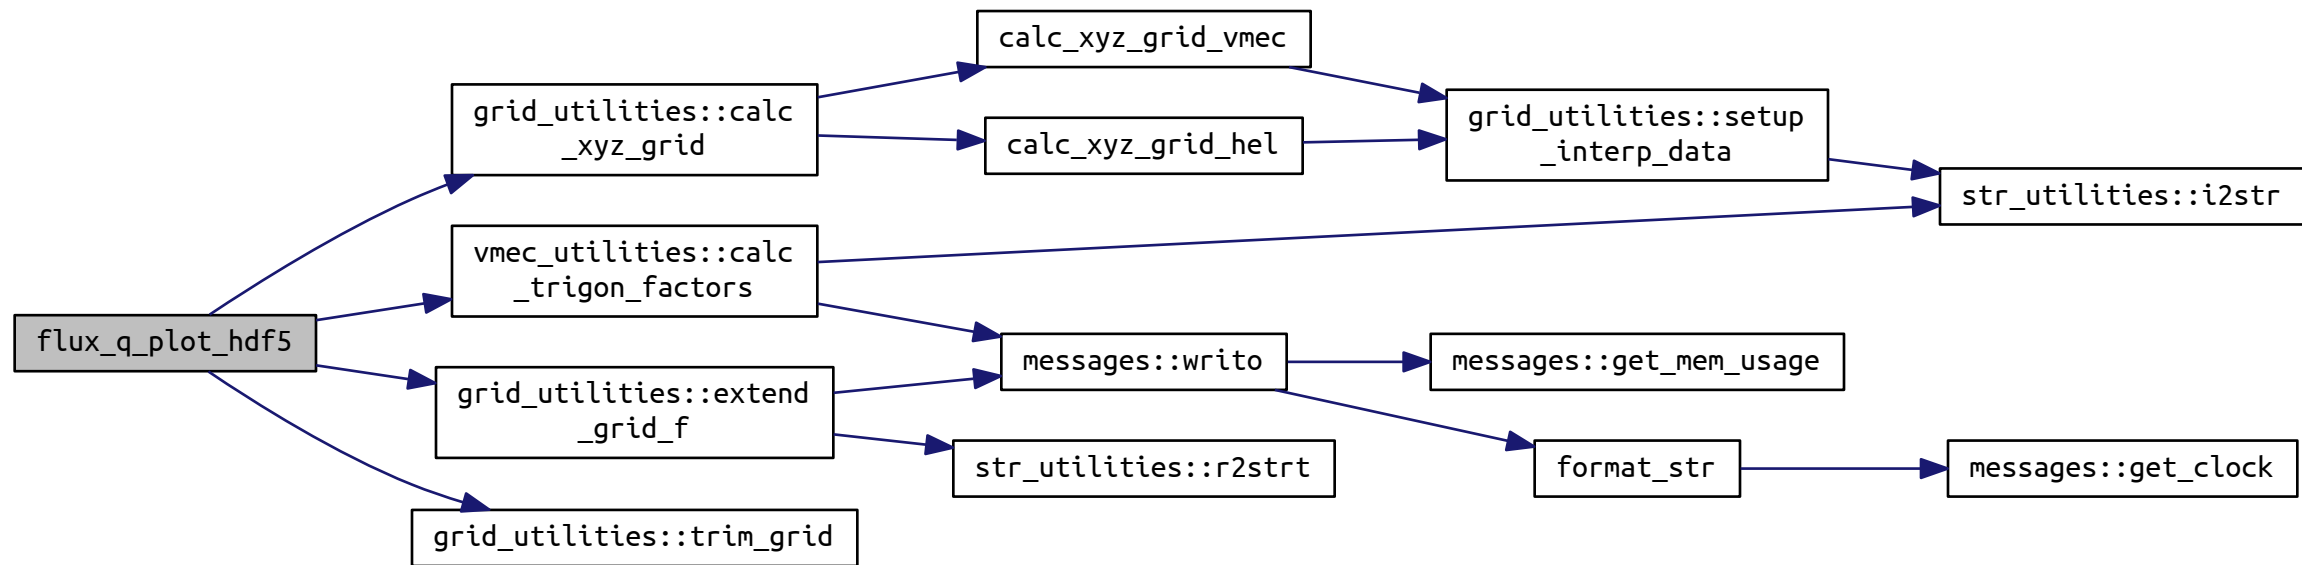 flux_q_plot_hdf5
grid_utilities::calc
_xyz_grid
vmec_utilities::calc
_trigon_factors
grid_utilities::extend
_grid_f
grid_utilities::trim_grid
calc_xyz_grid_vmec
calc_xyz_grid_hel
messages::writo
str_utilities::r2strt
grid_utilities::setup
_interp_data
messages::get_mem_usage
format_str
str_utilities::i2str
messages::get_clock